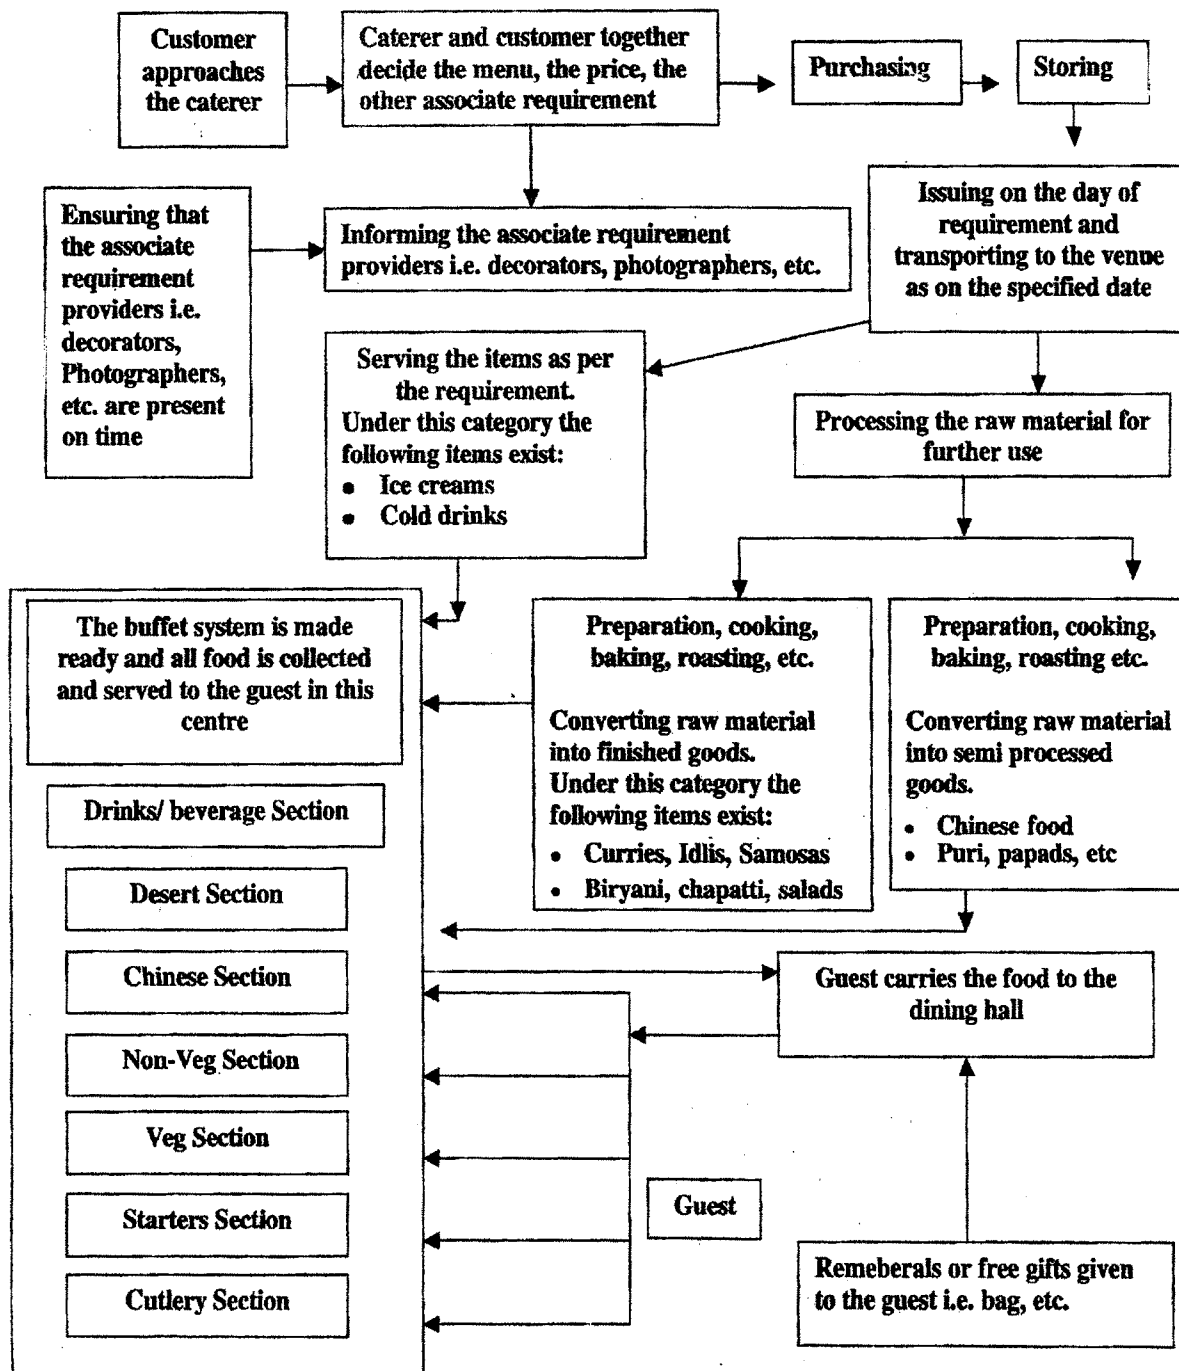 Customer
approaches
the caterer
Caterer and customer together
decide the menu, the price, the
other associate requirement
Purchasing
Storing
Ensuring that
the associate
requirement
providers i.e.
decorators,
Photographers,
etc. are present
on time
Informing the associate requirement
providers i.e. decorators, photographers, etc.
Issuing on the day of
requirement and
transporting to the venue
as on the specified date
Serving the items as per
the requirement.
Under this category the
following items exist:
• Ice creams
• Cold drinks
Processing the raw material for
further use
The buffet system is made
ready and all food is collected
and served to the guest in this
centre
Preparation, cooking,
baking, roasting, etc.
Converting raw material
into finished goods.
Under this category the
following items exist:
• Curries, Idlis, Samosas
• Biryani, chapatti, salads
Preparation, cooking,
baking, roasting etc.
Converting raw material
into semi processed
goods.
• Chinese food
• Puri, papads, etc
Drinks/ beverage Section
Desert Section
Chinese Section
Non-Veg Section
Veg Section
Starters Section
Cutlery Section
Guest carries the food to the
dining hall
Guest
Remeberals or free gifts given
to the guest i.e. bag, etc.